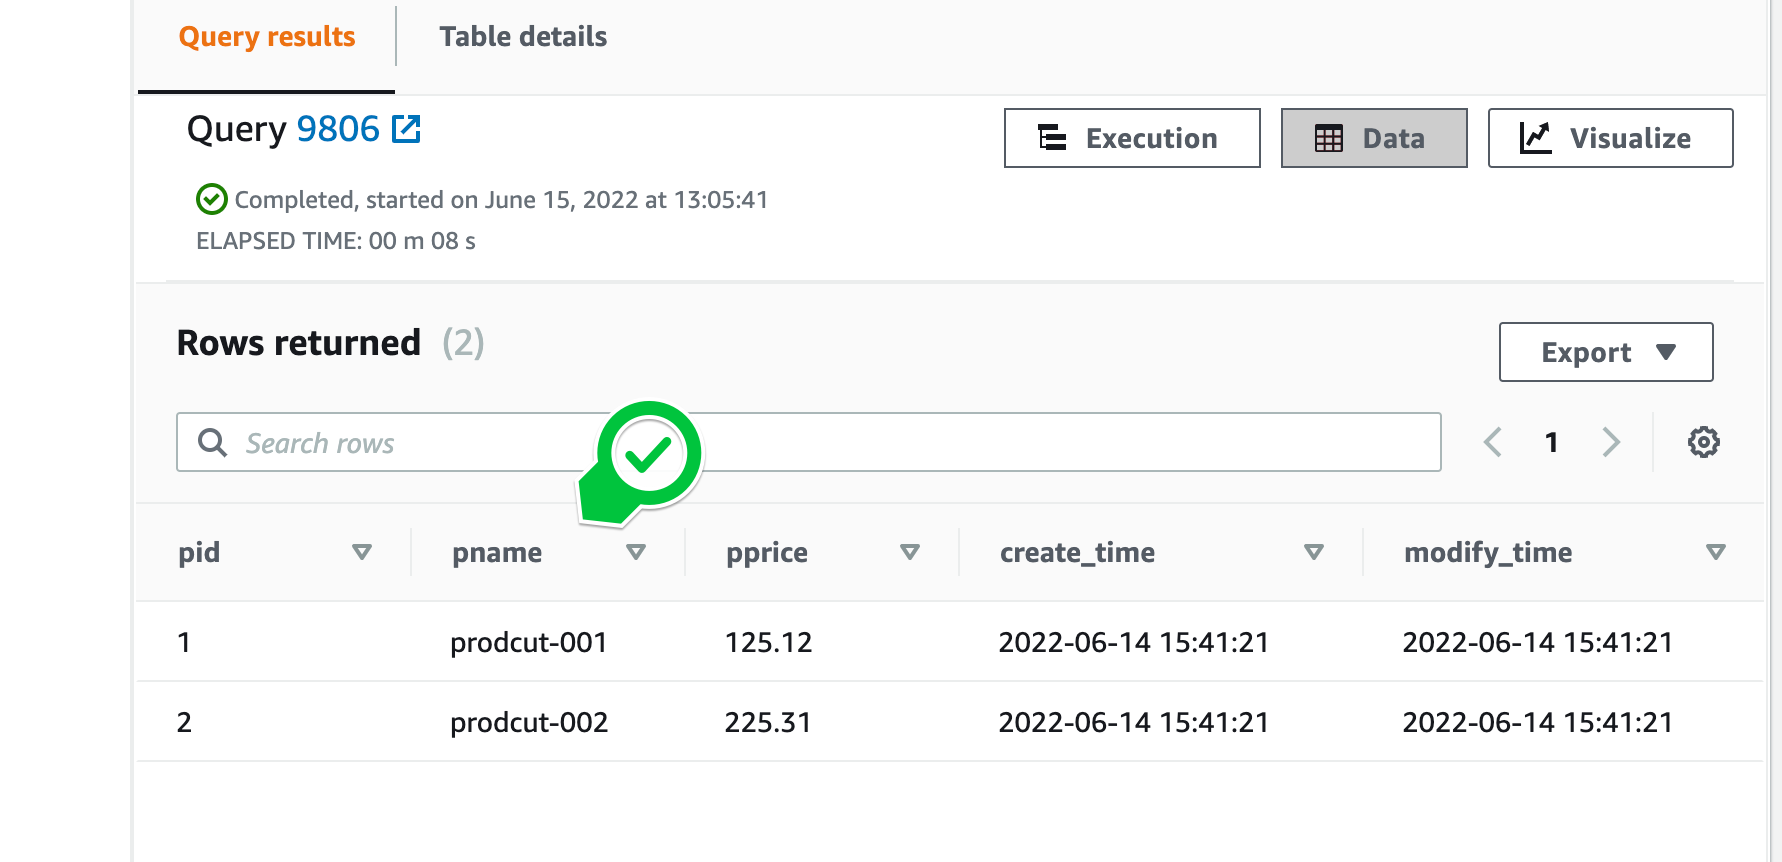 Query results Table details
Query 9806
Execution Data Visualize
Completed, started on June 15, 2022 at 13:05:41
ELAPSED TIME: 00 m 08 s
Rows returned (2)
Export
Search rows
1
pid pname pprice create_time modify_time
1 prodcut-001 125.12 2022-06-14 15:41:21 2022-06-14 15:41:21
2 prodcut-002 225.31 2022-06-14 15:41:21 2022-06-14 15:41:21